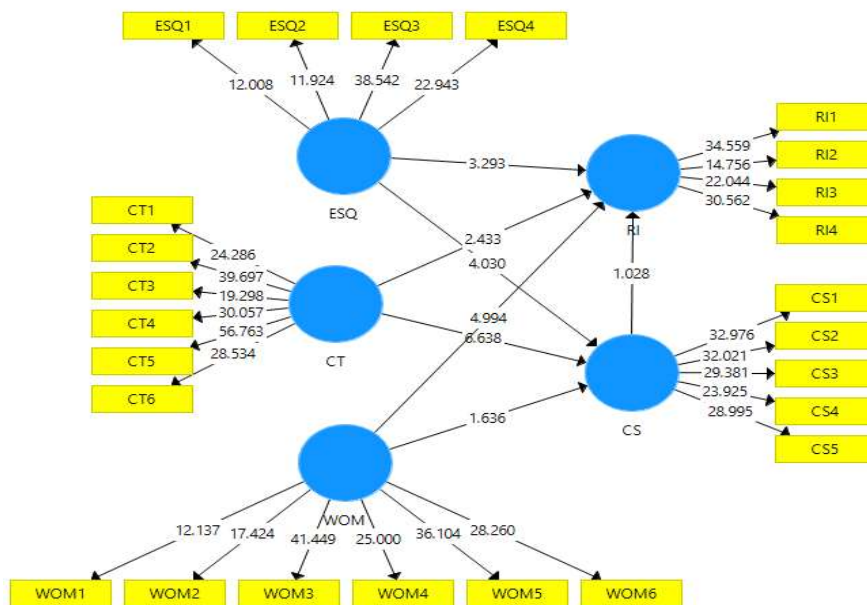 ESQ1 ESQ2 ESQ3 ESQ4
12.008 11.924 38.542 22.943
ESQ
3.293
RI1
34.559
RI2
14.756
22.044
RI3
30.562
RI4
RI
CT1
24.286
CT2
39.697
CT3
19.298
CT4
30.057
CT5
56.763
CT6
28.534
CT
2.433
4.030
1.028
4.994
6.638
1.636
CS1
32.976
CS2
32.021
29.381
CS3
23.925
CS4
28.995
CS5
CS
WOM
12.137 17.424 41.449 25.000 36.104 28.260
WOM1 WOM2 WOM3 WOM4 WOM5 WOM6